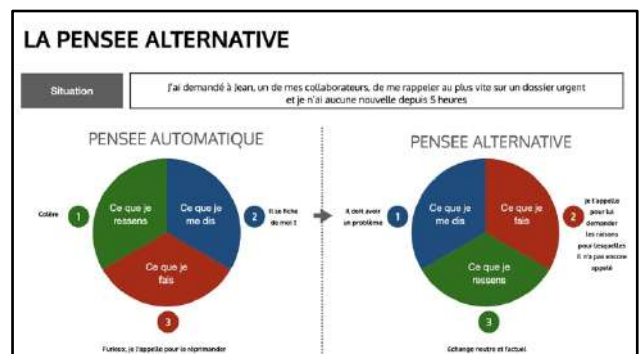 LA PENSEE ALTERNATIVE
Situation
J'ai demandé à Jean, un de mes collaborateurs, de me rappeler au plus vite sur un dossier urgent
et je n'ai aucune nouvelle depuis 5 heures
PENSEE AUTOMATIQUE
Colère
1
Ce que je
ressens
Ce que je
me dis
2
Il se fiche
de moi !
Ce que je
fais
3
Furieux, je l'appelle pour le réprimander
PENSEE ALTERNATIVE
Il doit avoir
un problème
1
Ce que je
me dis
Ce que je
fais
2
je l'appelle
pour lui
demander
les raisons
pour lesquelles
il n'a pas encore
appelé
Ce que je
ressens
3
Echange neutre et factuel